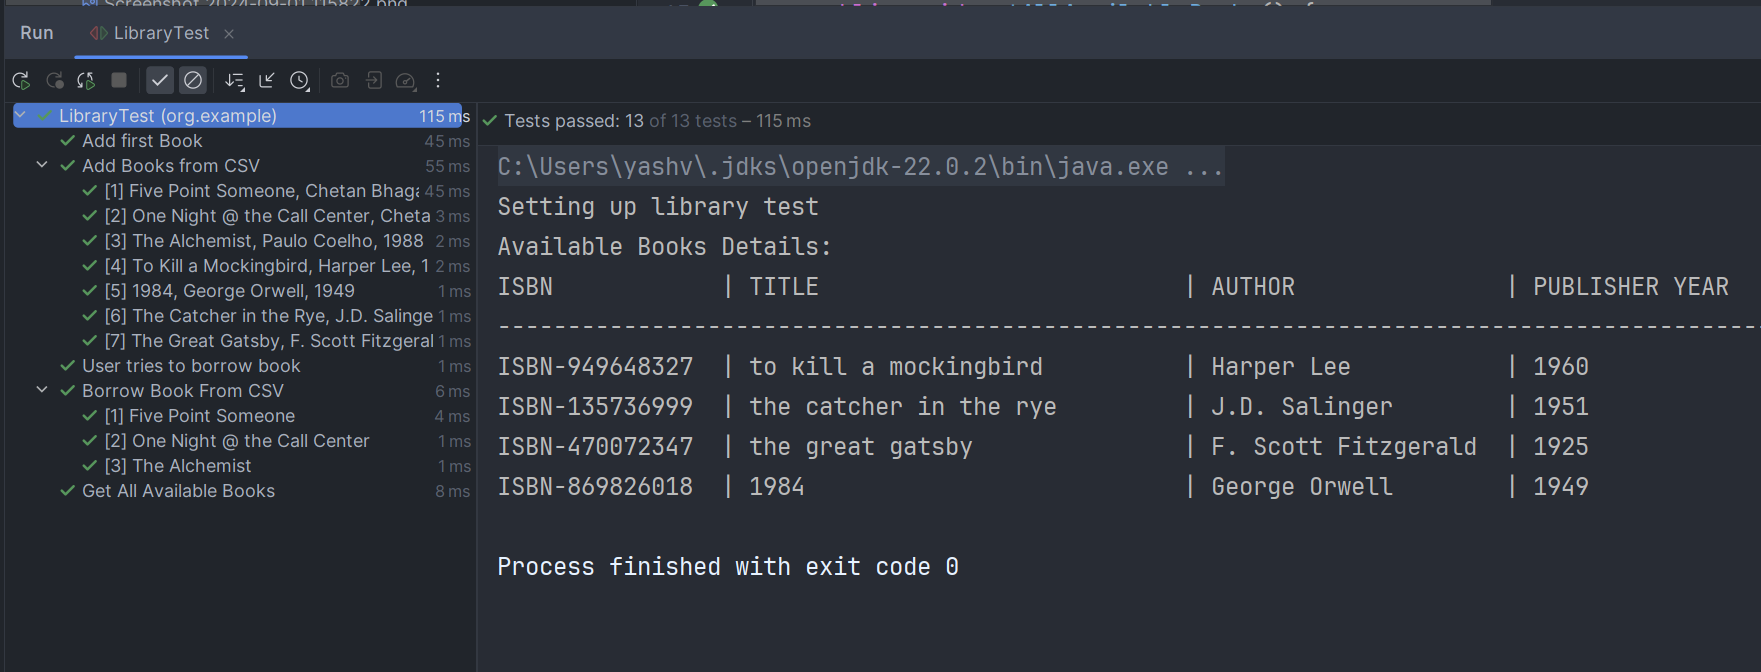 Screenshot 2024-09-01 115822.png
Run
LibraryTest
LibraryTest (org.example) 115 ms
Add first Book 45 ms
Add Books from CSV 55 ms
[1] Five Point Someone, Chetan Bhaga 45 ms
[2] One Night @ the Call Center, Cheta 3 ms
[3] The Alchemist, Paulo Coelho, 1988 2 ms
[4] To Kill a Mockingbird, Harper Lee, 1 2 ms
[5] 1984, George Orwell, 1949 1 ms
[6] The Catcher in the Rye, J.D. Salinge 1 ms
[7] The Great Gatsby, F. Scott Fitzgeral 1 ms
User tries to borrow book 1 ms
Borrow Book From CSV 6 ms
[1] Five Point Someone 4 ms
[2] One Night @ the Call Center 1 ms
[3] The Alchemist 1 ms
Get All Available Books 8 ms
Tests passed: 13 of 13 tests – 115 ms
C:\Users\yashv\.jdks\openjdk-22.0.2\bin\java.exe ...
Setting up library test
Available Books Details:
ISBN | TITLE | AUTHOR | PUBLISHER YEAR
------------------------------------------------------------------------------------------
ISBN-949648327 | to kill a mockingbird | Harper Lee | 1960
ISBN-135736999 | the catcher in the rye | J.D. Salinger | 1951
ISBN-470072347 | the great gatsby | F. Scott Fitzgerald | 1925
ISBN-869826018 | 1984 | George Orwell | 1949
Process finished with exit code 0